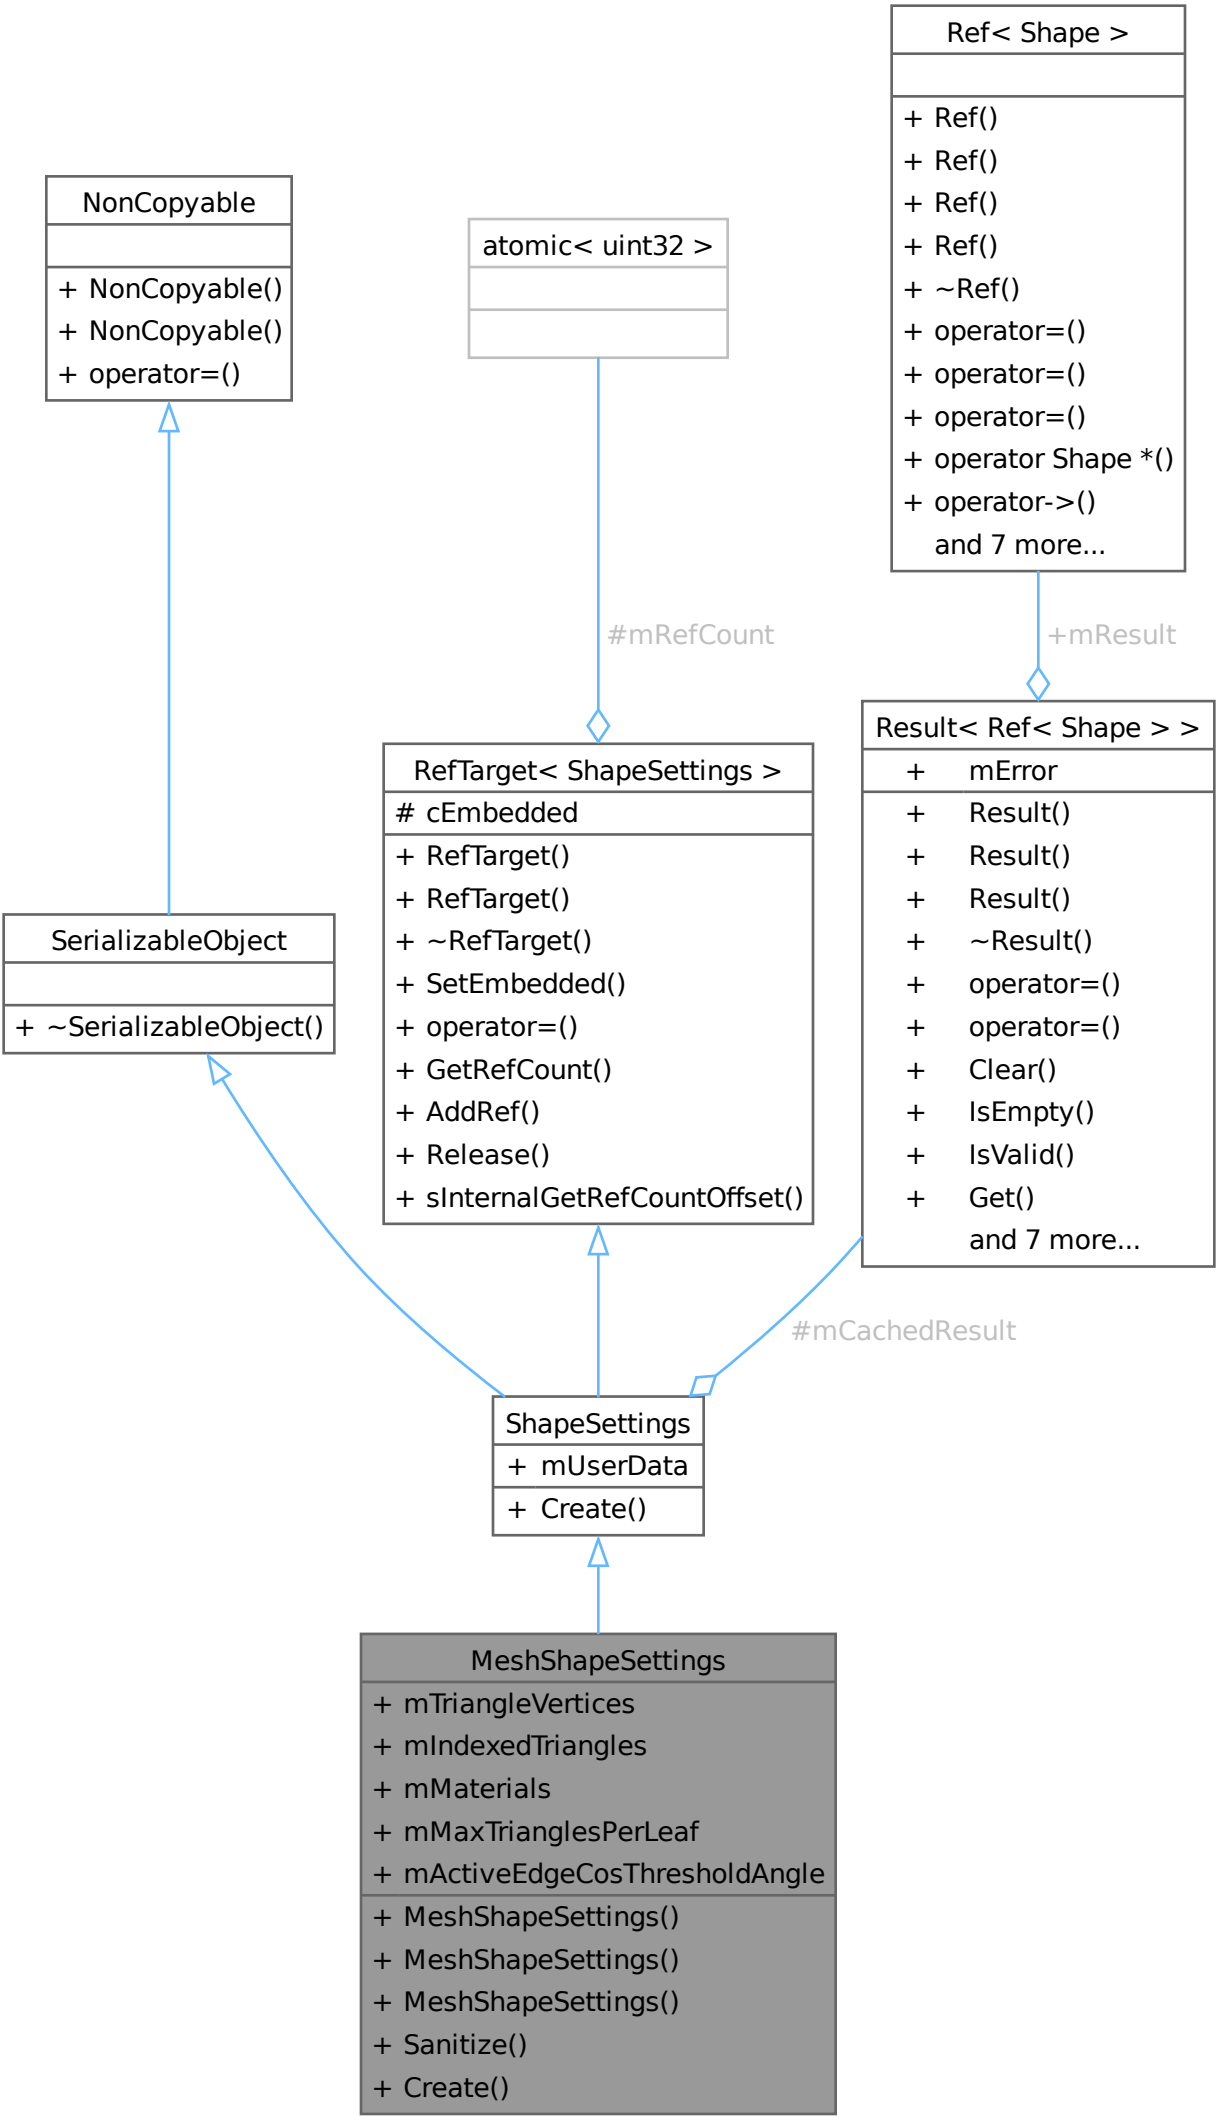 Ref< Shape >
+ Ref()
+ Ref()
+ Ref()
+ Ref()
+ ~Ref()
+ operator=()
+ operator=()
+ operator=()
+ operator Shape *()
+ operator->()
and 7 more...
NonCopyable
+ NonCopyable()
+ NonCopyable()
+ operator=()
atomic< uint32 >
#mRefCount
+mResult
RefTarget< ShapeSettings >
# cEmbedded
+ RefTarget()
+ RefTarget()
+ ~RefTarget()
+ SetEmbedded()
+ operator=()
+ GetRefCount()
+ AddRef()
+ Release()
+ sInternalGetRefCountOffset()
Result< Ref< Shape > >
+ mError
+ Result()
+ Result()
+ Result()
+ ~Result()
+ operator=()
+ operator=()
+ Clear()
+ IsEmpty()
+ IsValid()
+ Get()
and 7 more...
SerializableObject
+ ~SerializableObject()
#mCachedResult
ShapeSettings
+ mUserData
+ Create()
MeshShapeSettings
+ mTriangleVertices
+ mIndexedTriangles
+ mMaterials
+ mMaxTrianglesPerLeaf
+ mActiveEdgeCosThresholdAngle
+ MeshShapeSettings()
+ MeshShapeSettings()
+ MeshShapeSettings()
+ Sanitize()
+ Create()